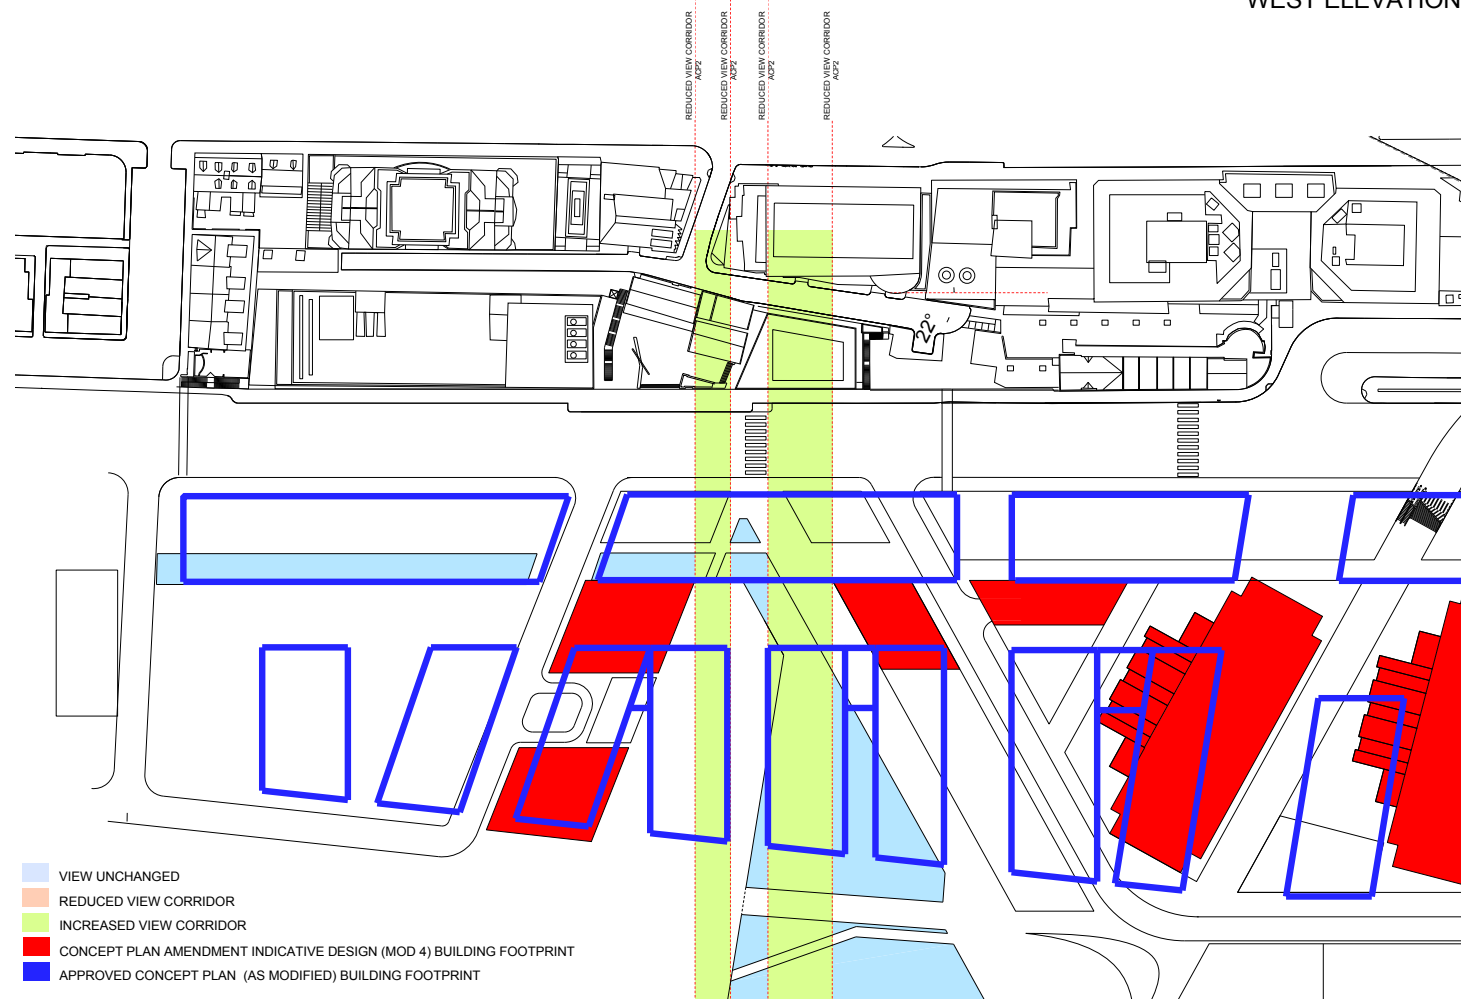 WEST ELEVATION
REDUCED VIEW CORRIDOR
ACP2
REDUCED VIEW CORRIDOR
ACP2
REDUCED VIEW CORRIDOR
ACP2
REDUCED VIEW CORRIDOR
ACP2
22°
VIEW UNCHANGED
REDUCED VIEW CORRIDOR
INCREASED VIEW CORRIDOR
CONCEPT PLAN AMENDMENT INDICATIVE DESIGN (MOD 4) BUILDING FOOTPRINT
APPROVED CONCEPT PLAN (AS MODIFIED) BUILDING FOOTPRINT